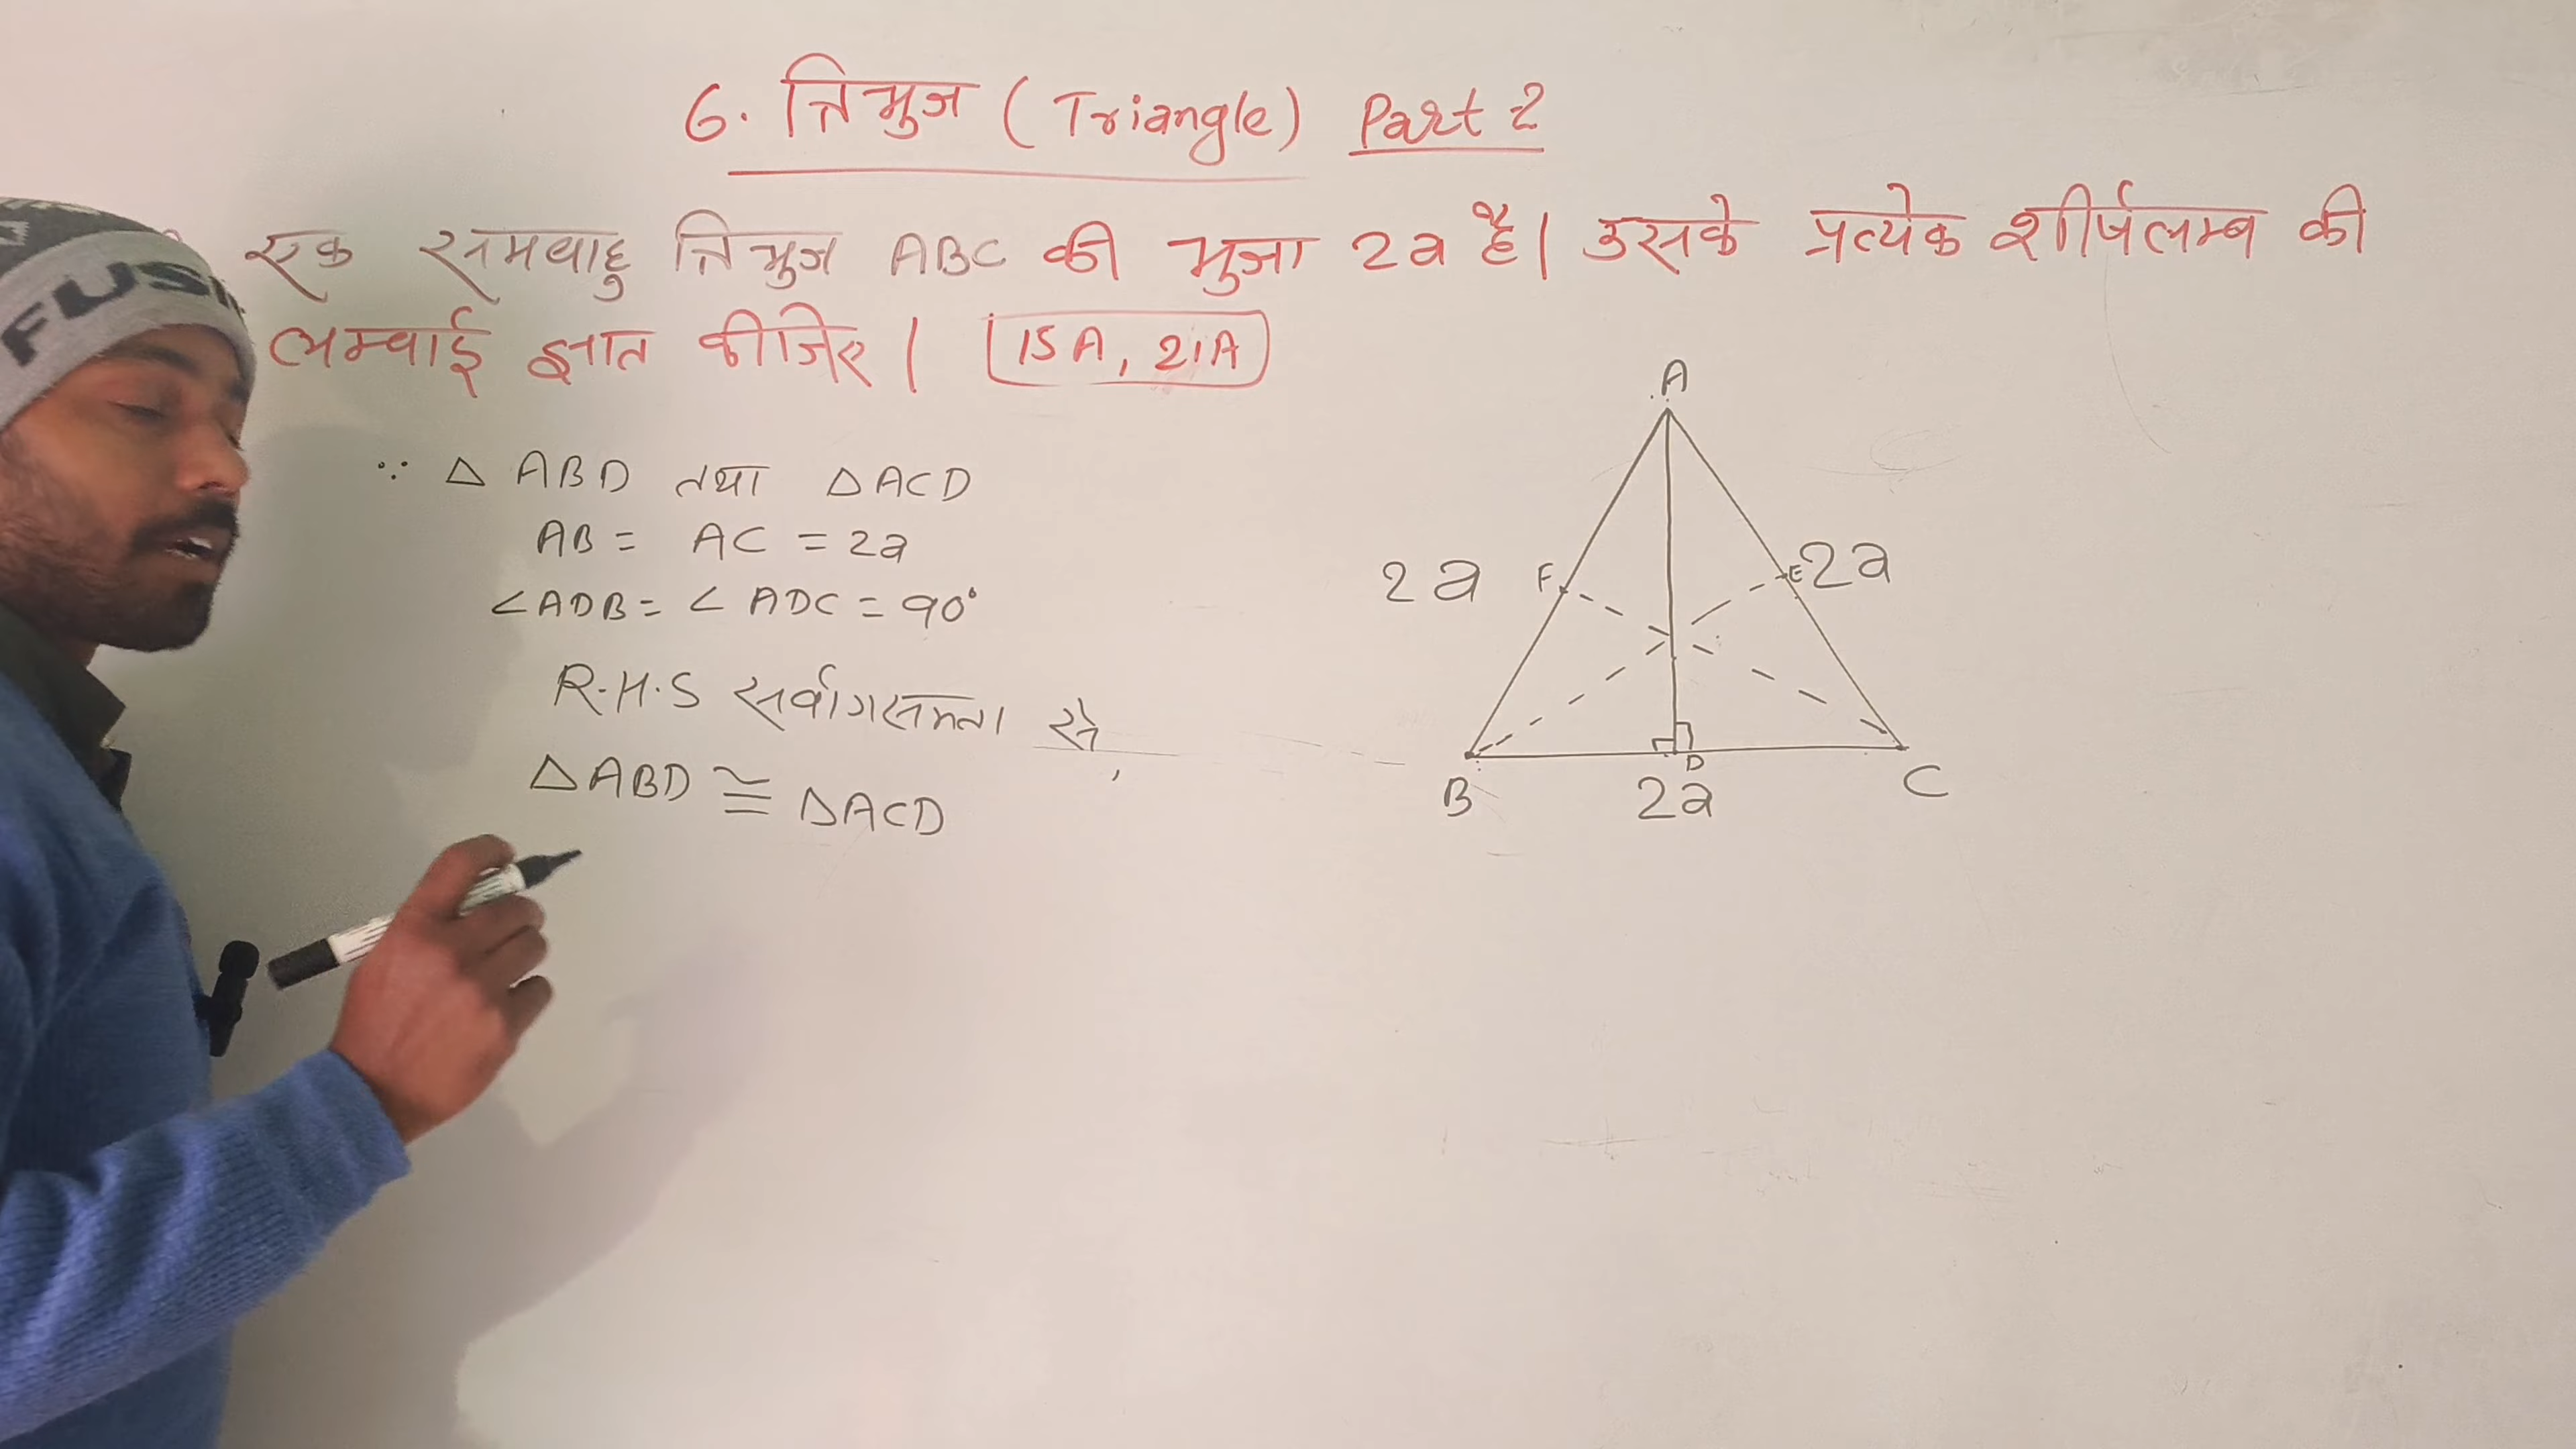 6. त्रिभुज (Triangle) Part 2
एक समबाहु त्रिभुज ABC की भुजा 2a है| उसके प्रत्येक शीर्षलम्ब की
लम्बाई ज्ञात कीजिए | 15A, 21A
FUS
∵ △ ABD तथा △ACD
AB = AC = 2a
∠ADB = ∠ADC = 90°
R.H.S सर्वांगसमता से,
△ABD ≅ △ACD
A
2a F E 2a
B D C
2a